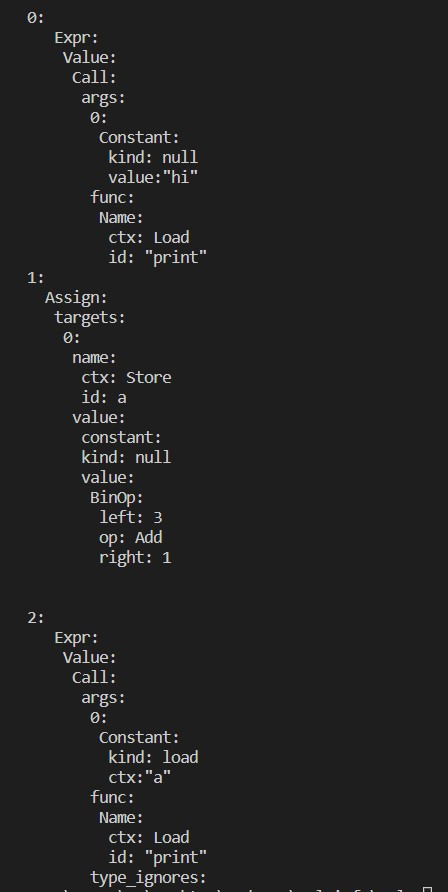 0:
Expr:
Value:
Call:
args:
0:
Constant:
kind: null
value:"hi"
func:
Name:
ctx: Load
id: "print"
1:
Assign:
targets:
0:
name:
ctx: Store
id: a
value:
constant:
kind: null
value:
BinOp:
left: 3
op: Add
right: 1
2:
Expr:
Value:
Call:
args:
0:
Constant:
kind: load
ctx:"a"
func:
Name:
ctx: Load
id: "print"
type_ignores: